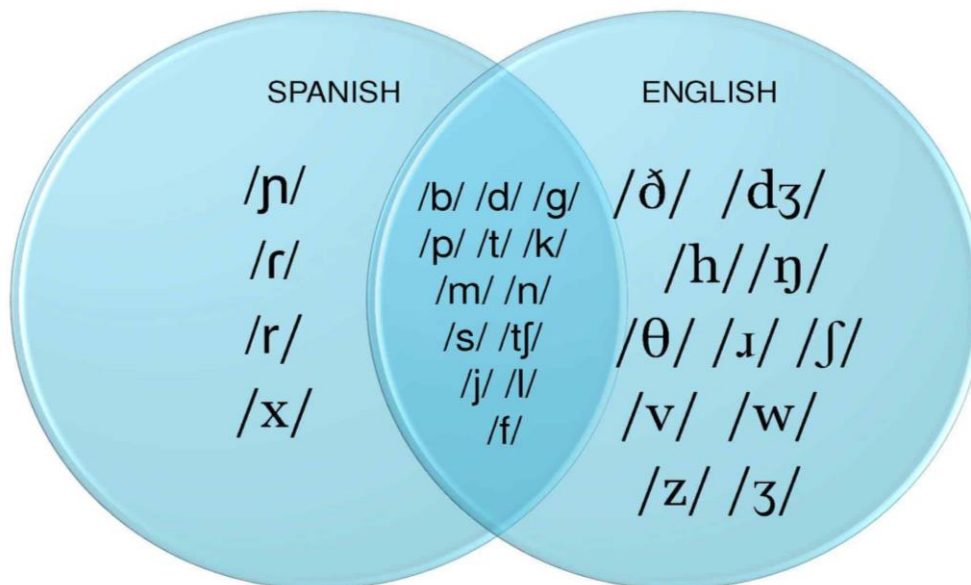 SPANISH
/ɲ/
/ɾ/
/r/
/x/
/b/ /d/ /g/
/p/ /t/ /k/
/m/ /n/
/s/ /tʃ/
/j/ /l/
/f/
ENGLISH
/ð/ /dʒ/
/h/ /ŋ/
/θ/ /ɹ/ /ʃ/
/v/ /w/
/z/ /ʒ/